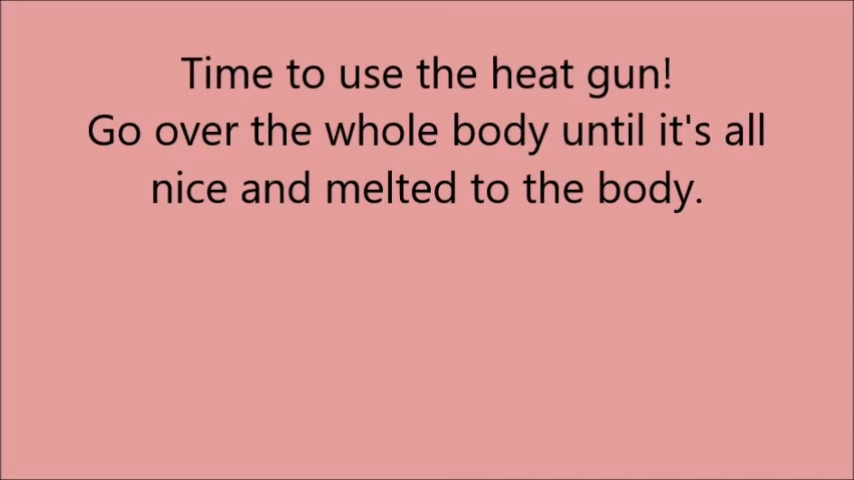 Time to use the heat gun!
Go over the whole body until it's all
nice and melted to the body.